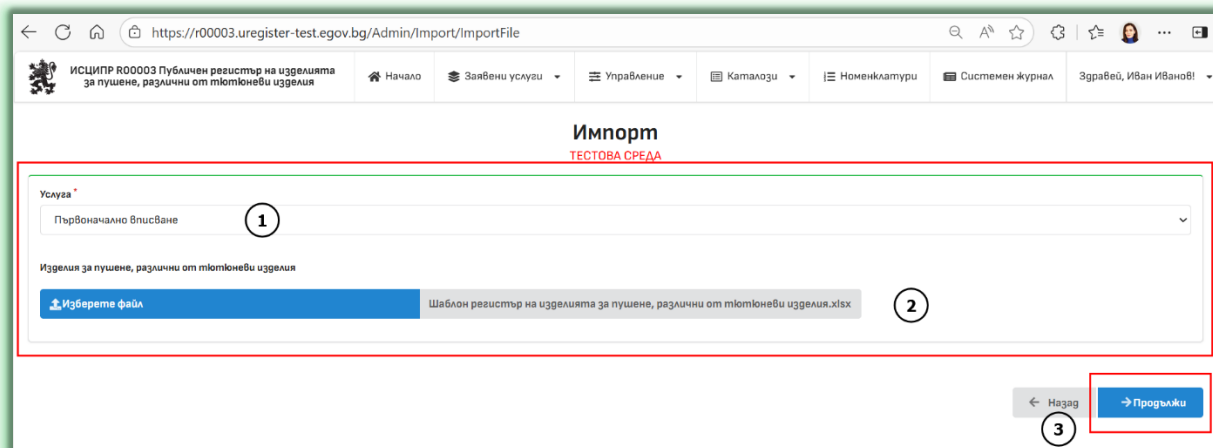 https://r00003.uregister-test.egov.bg/Admin/Import/ImportFile
ИСЦИПР R00003 Публичен регистър на изделията
за пушене, различни от тютюневи изделия
Начало
Заявени услуги
Управление
Каталози
Номенклатури
Системен журнал
Здравей, Иван Иванов!
Импорт
ТЕСТОВА СРЕДА
Услуга *
Първоначално вписване
1
Изделия за пушене, различни от тютюневи изделия
Изберете файл
Шаблон регистър на изделията за пушене, различни от тютюневи изделия.xlsx
2
Назад
Продължи
3